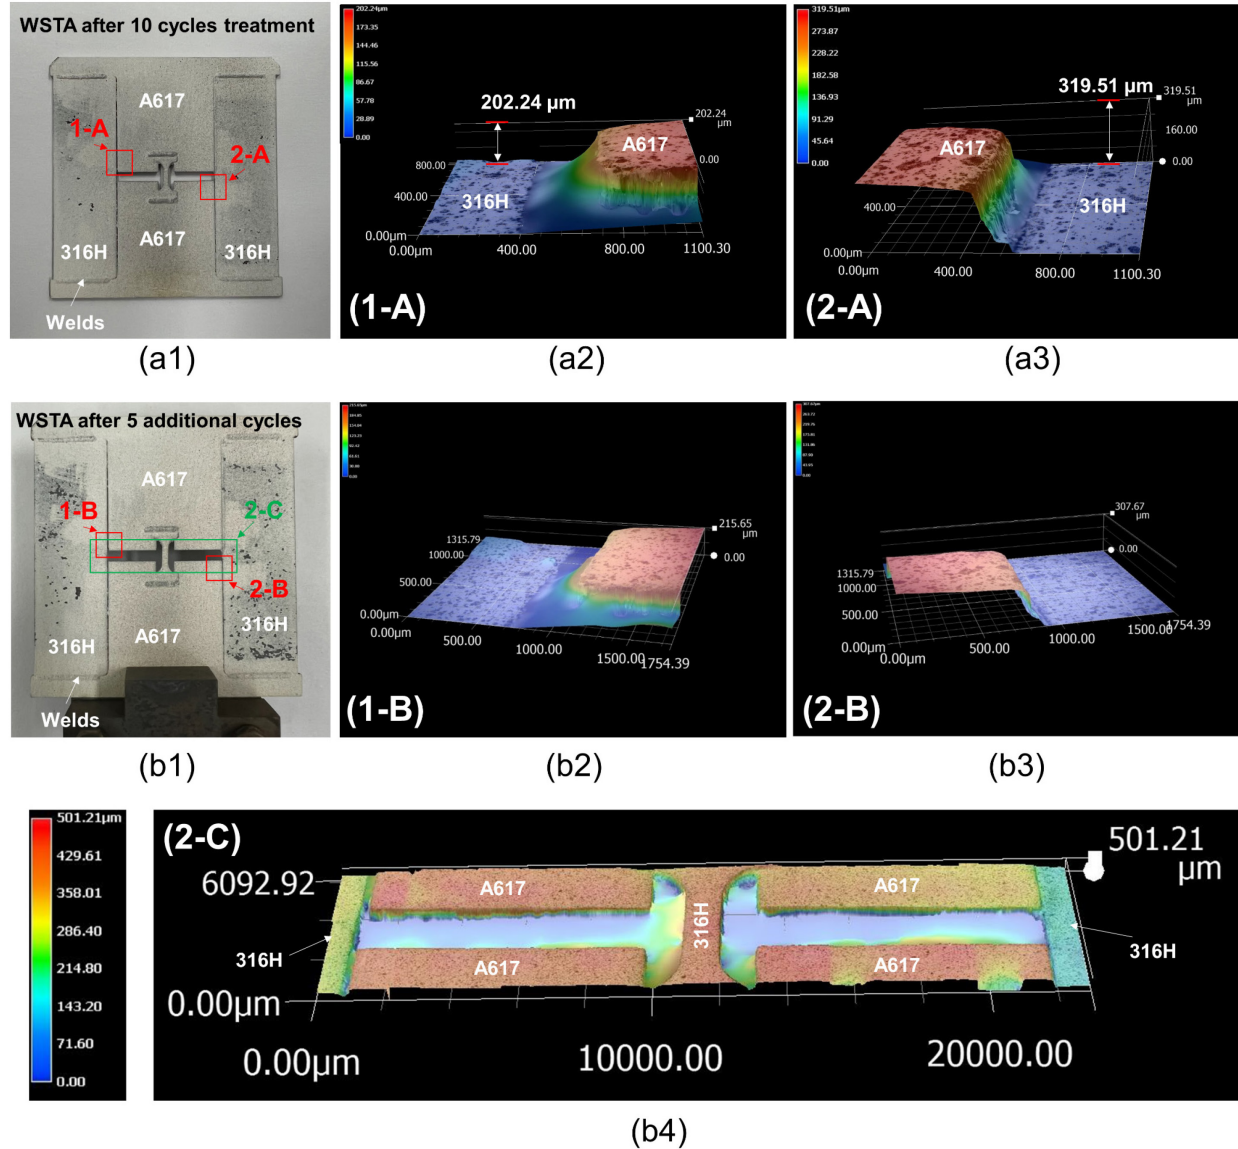 WSTA after 10 cycles treatment
A617
1-A
2-A
A617
316H
316H
Welds
(a1)
202.24µm
173.35
144.46
86.67
57.78
28.89
0.00
202.24 µm
202.24
µm
A617
0.00
800.00
400.00
316H
0.00µm
0.00µm
400.00
800.00
1100.30
(1-A)
(a2)
319.51µm
273.87
228.22
182.58
136.93
91.29
45.64
0.00
319.51 µm
319.51
µm
160.00
0.00
A617
316H
400.00
0.00µm
0.00µm
400.00
800.00
1100.30
(2-A)
(a3)
WSTA after 5 additional cycles
A617
1-B
2-C
2-B
316H
A617
316H
Welds
(b1)
215.65
µm
0.00
1315.79
1000.00
500.00
0.00µm
0.00µm
500.00
1000.00
1500.00
1754.39
(1-B)
(b2)
307.67
µm
0.00
1315.79
1000.00
500.00
0.00µm
0.00µm
500.00
1000.00
1500.00
1754.39
(2-B)
(b3)
501.21µm
429.61
358.01
286.40
214.80
143.20
71.60
0.00
(2-C)
501.21
µm
6092.92
A617
A617
316H
316H
316H
A617
A617
0.00µm
0.00µm
10000.00
20000.00
(b4)